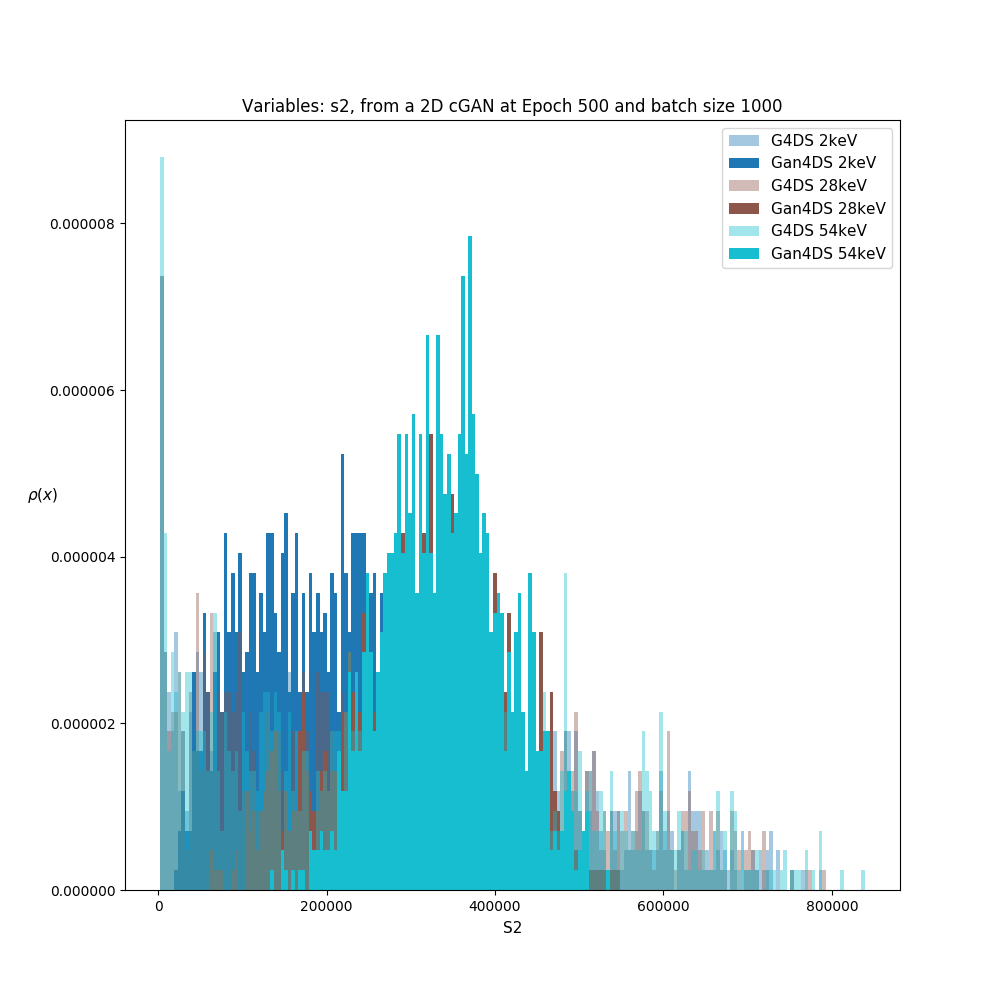 Variables: s2, from a 2D cGAN at Epoch 500 and batch size 1000
G4DS 2keV
Gan4DS 2keV
G4DS 28keV
Gan4DS 28keV
G4DS 54keV
Gan4DS 54keV
0.000008
0.000006
ρ(x)
0.000004
0.000002
0.000000
0 200000 400000 600000 800000
S2